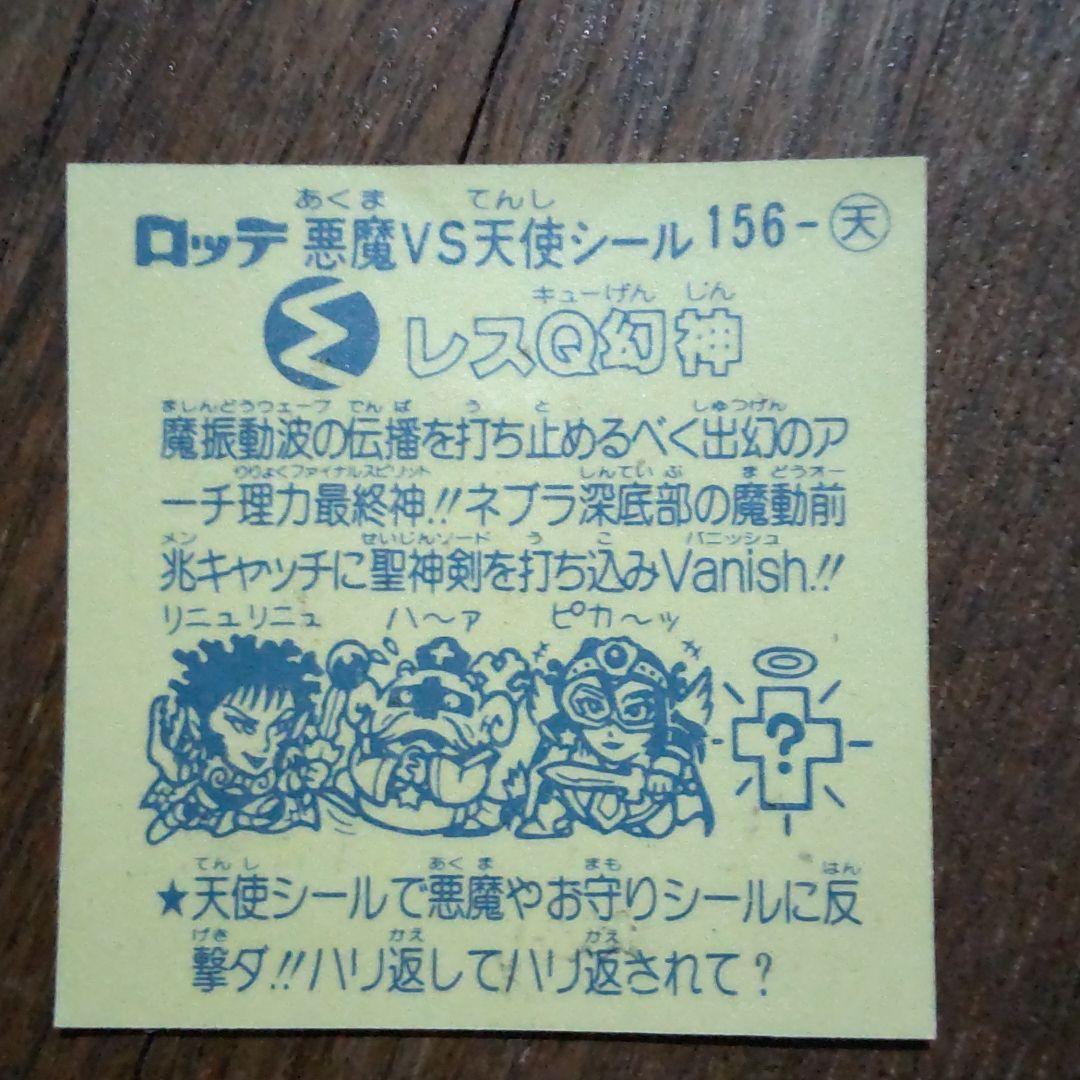 あくま てんし
ロッテ 悪魔VS天使シール 156-天
キューげん じん
レスQ幻神
ましんどうウェーブ でんぱ う と しゅつげん
魔振動波の伝播を打ち止めるべく出幻のア
りりょくファイナルスピリット しんてい ぶ ま どうオー
ーチ理力最終神!!ネブラ深底部の魔動前
メン せいじんソード う こ バニッシュ
兆キャッチに聖神剣を打ち込みVanish!!
リニュリニュ ハ〜ァ ピカ〜ッ
?
てんし あくま まも はん
★天使シールで悪魔やお守りシールに反
げき かえ かえ
撃ダ!!ハリ返してハリ返されて?